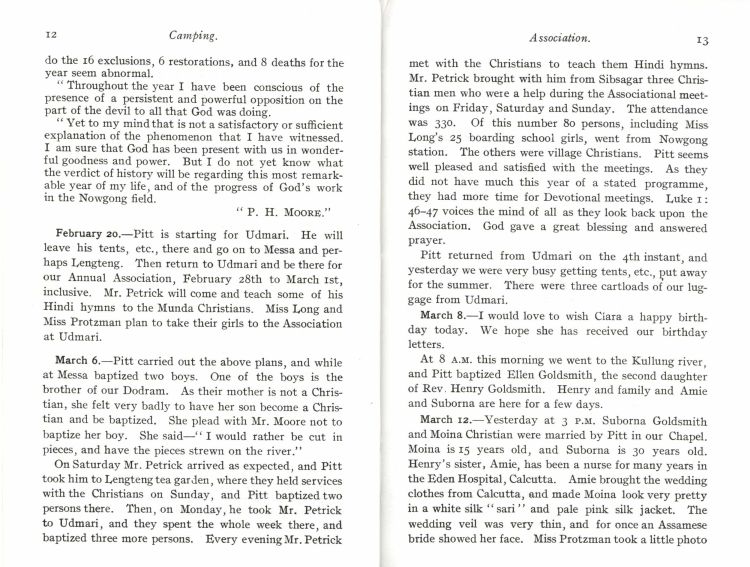 12
Camping.
do the 16 exclusions, 6 restorations, and 8 deaths for the
year seem abnormal.
" Throughout the year I have been conscious of the
presence of a persistent and powerful opposition on the
part of the devil to all that God was doing.
" Yet to my mind that is not a satisfactory or sufficient
explanation of the phenomenon that I have witnessed.
I am sure that God has been present with us in wonder-
ful goodness and power. But I do not yet know what
the verdict of history will be regarding this most remark-
able year of my life, and of the progress of God's work
in the Nowgong field.
" P. H. MOORE."
February 20.—Pitt is starting for Udmari. He will
leave his tents, etc., there and go on to Messa and per-
haps Lengteng. Then return to Udmari and be there for
our Annual Association, February 28th to March 1st,
inclusive. Mr. Petrick will come and teach some of his
Hindi hymns to the Munda Christians. Miss Long and
Miss Protzman plan to take their girls to the Association
at Udmari.
March 6.—Pitt carried out the above plans, and while
at Messa baptized two boys. One of the boys is the
brother of our Dodram. As their mother is not a Chris-
tian, she felt very badly to have her son become a Chris-
tian and be baptized. She plead with Mr. Moore not to
baptize her boy. She said—" I would rather be cut in
pieces, and have the pieces strewn on the river."
On Saturday Mr. Petrick arrived as expected, and Pitt
took him to Lengteng tea garden, where they held services
with the Christians on Sunday, and Pitt baptized two
persons there. Then, on Monday, he took Mr. Petrick
to Udmari, and they spent the whole week there, and
baptized three more persons. Every evening Mr. Petrick
Association.
13
met with the Christians to teach them Hindi hymns.
Mr. Petrick brought with him from Sibsagar three Chris-
tian men who were a help during the Associational meet-
ings on Friday, Saturday and Sunday. The attendance
was 330. Of this number 80 persons, including Miss
Long's 25 boarding school girls, went from Nowgong
station. The others were village Christians. Pitt seems
well pleased and satisfied with the meetings. As they
did not have much this year of a stated programme,
they had more time for Devotional meetings. Luke 1 :
46-47 voices the mind of all as they look back upon the
Association. God gave a great blessing and answered
prayer.
Pitt returned from Udmari on the 4th instant, and
yesterday we were very busy getting tents, etc., put away
for the summer. There were three cartloads of our lug-
gage from Udmari.
March 8.—I would love to wish Ciara a happy birth-
day today. We hope she has received our birthday
letters.
At 8 A.M. this morning we went to the Kullung river,
and Pitt baptized Ellen Goldsmith, the second daughter
of Rev. Henry Goldsmith. Henry and family and Amie
and Suborna are here for a few days.
March 12.—Yesterday at 3 P.M. Suborna Goldsmith
and Moina Christian were married by Pitt in our Chapel.
Moina is 15 years old, and Suborna is 30 years old.
Henry's sister, Amie, has been a nurse for many years in
the Eden Hospital, Calcutta. Amie brought the wedding
clothes from Calcutta, and made Moina look very pretty
in a white silk " sari " and pale pink silk jacket. The
wedding veil was very thin, and for once an Assamese
bride showed her face. Miss Protzman took a little photo